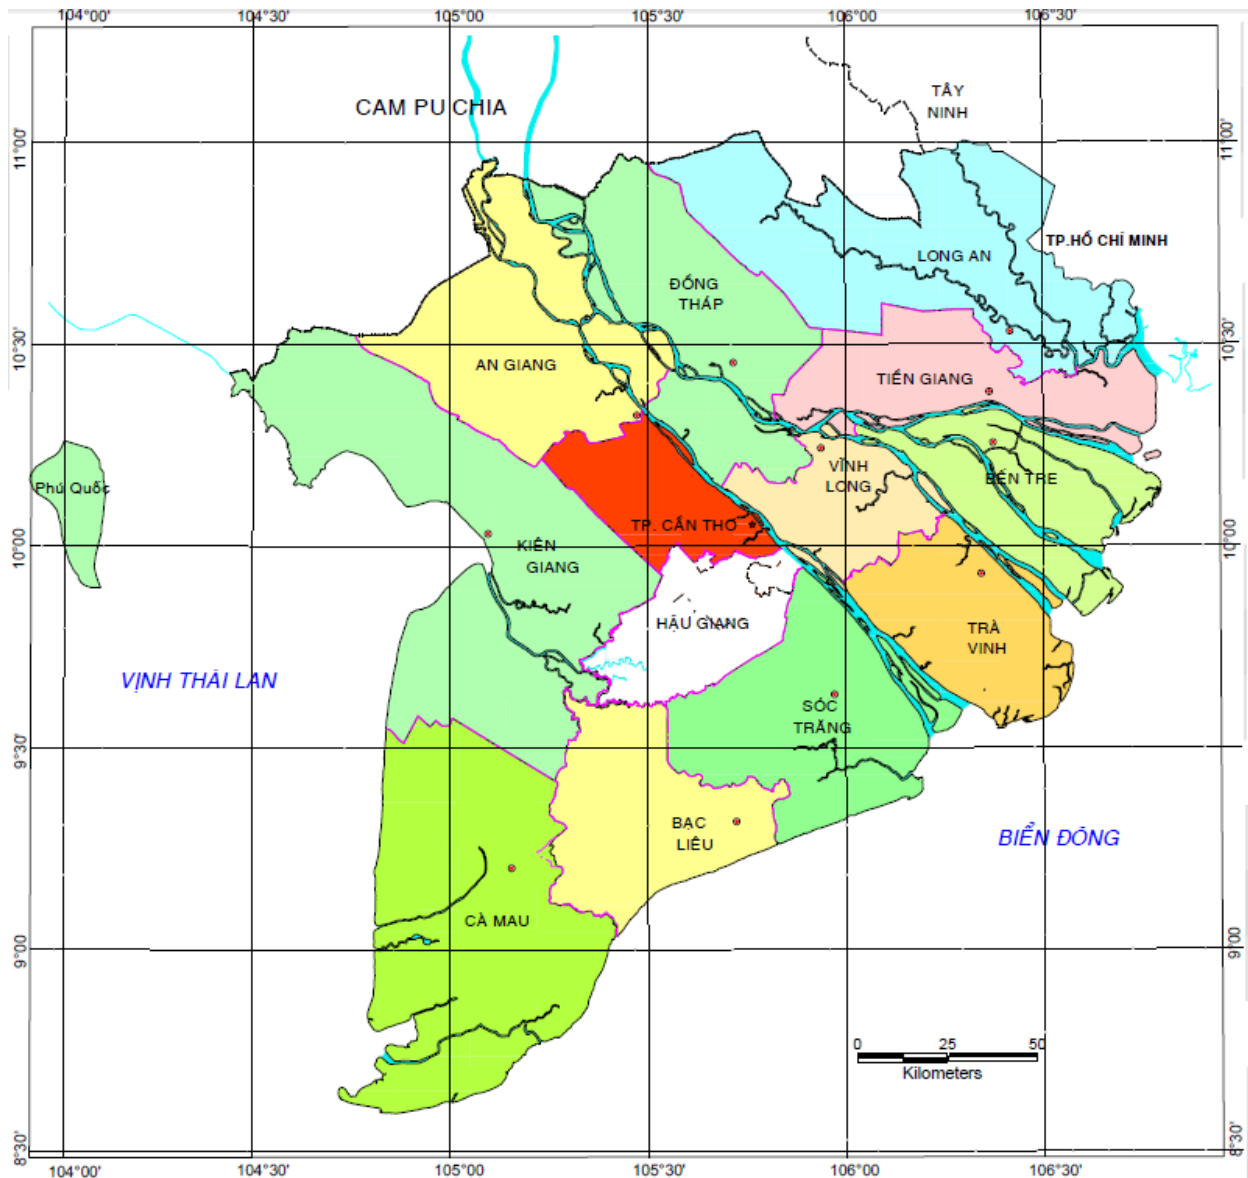 104°00'
104°30'
105°00'
105°30'
106°00'
106°30'
CAM PU CHIA
TÂY
NINH
11°00'
11°00'
TP.HỒ CHÍ MINH
LONG AN
ĐỒNG
THÁP
10°30'
10°30'
AN GIANG
TIỀN GIANG
VĨNH
LONG
BẾN TRE
Phú Quốc
TP. CẦN THƠ
10°00'
10°00'
KIÊN
GIANG
HẬU GIANG
TRÀ
VINH
VỊNH THÁI LAN
SÓC
TRĂNG
9°30'
9°30'
BẠC
LIÊU
BIỂN ĐÔNG
CÀ MAU
9°00'
9°00'
0
25
50
Kilometers
8°30'
8°30'
104°00'
104°30'
105°00'
105°30'
106°00'
106°30'